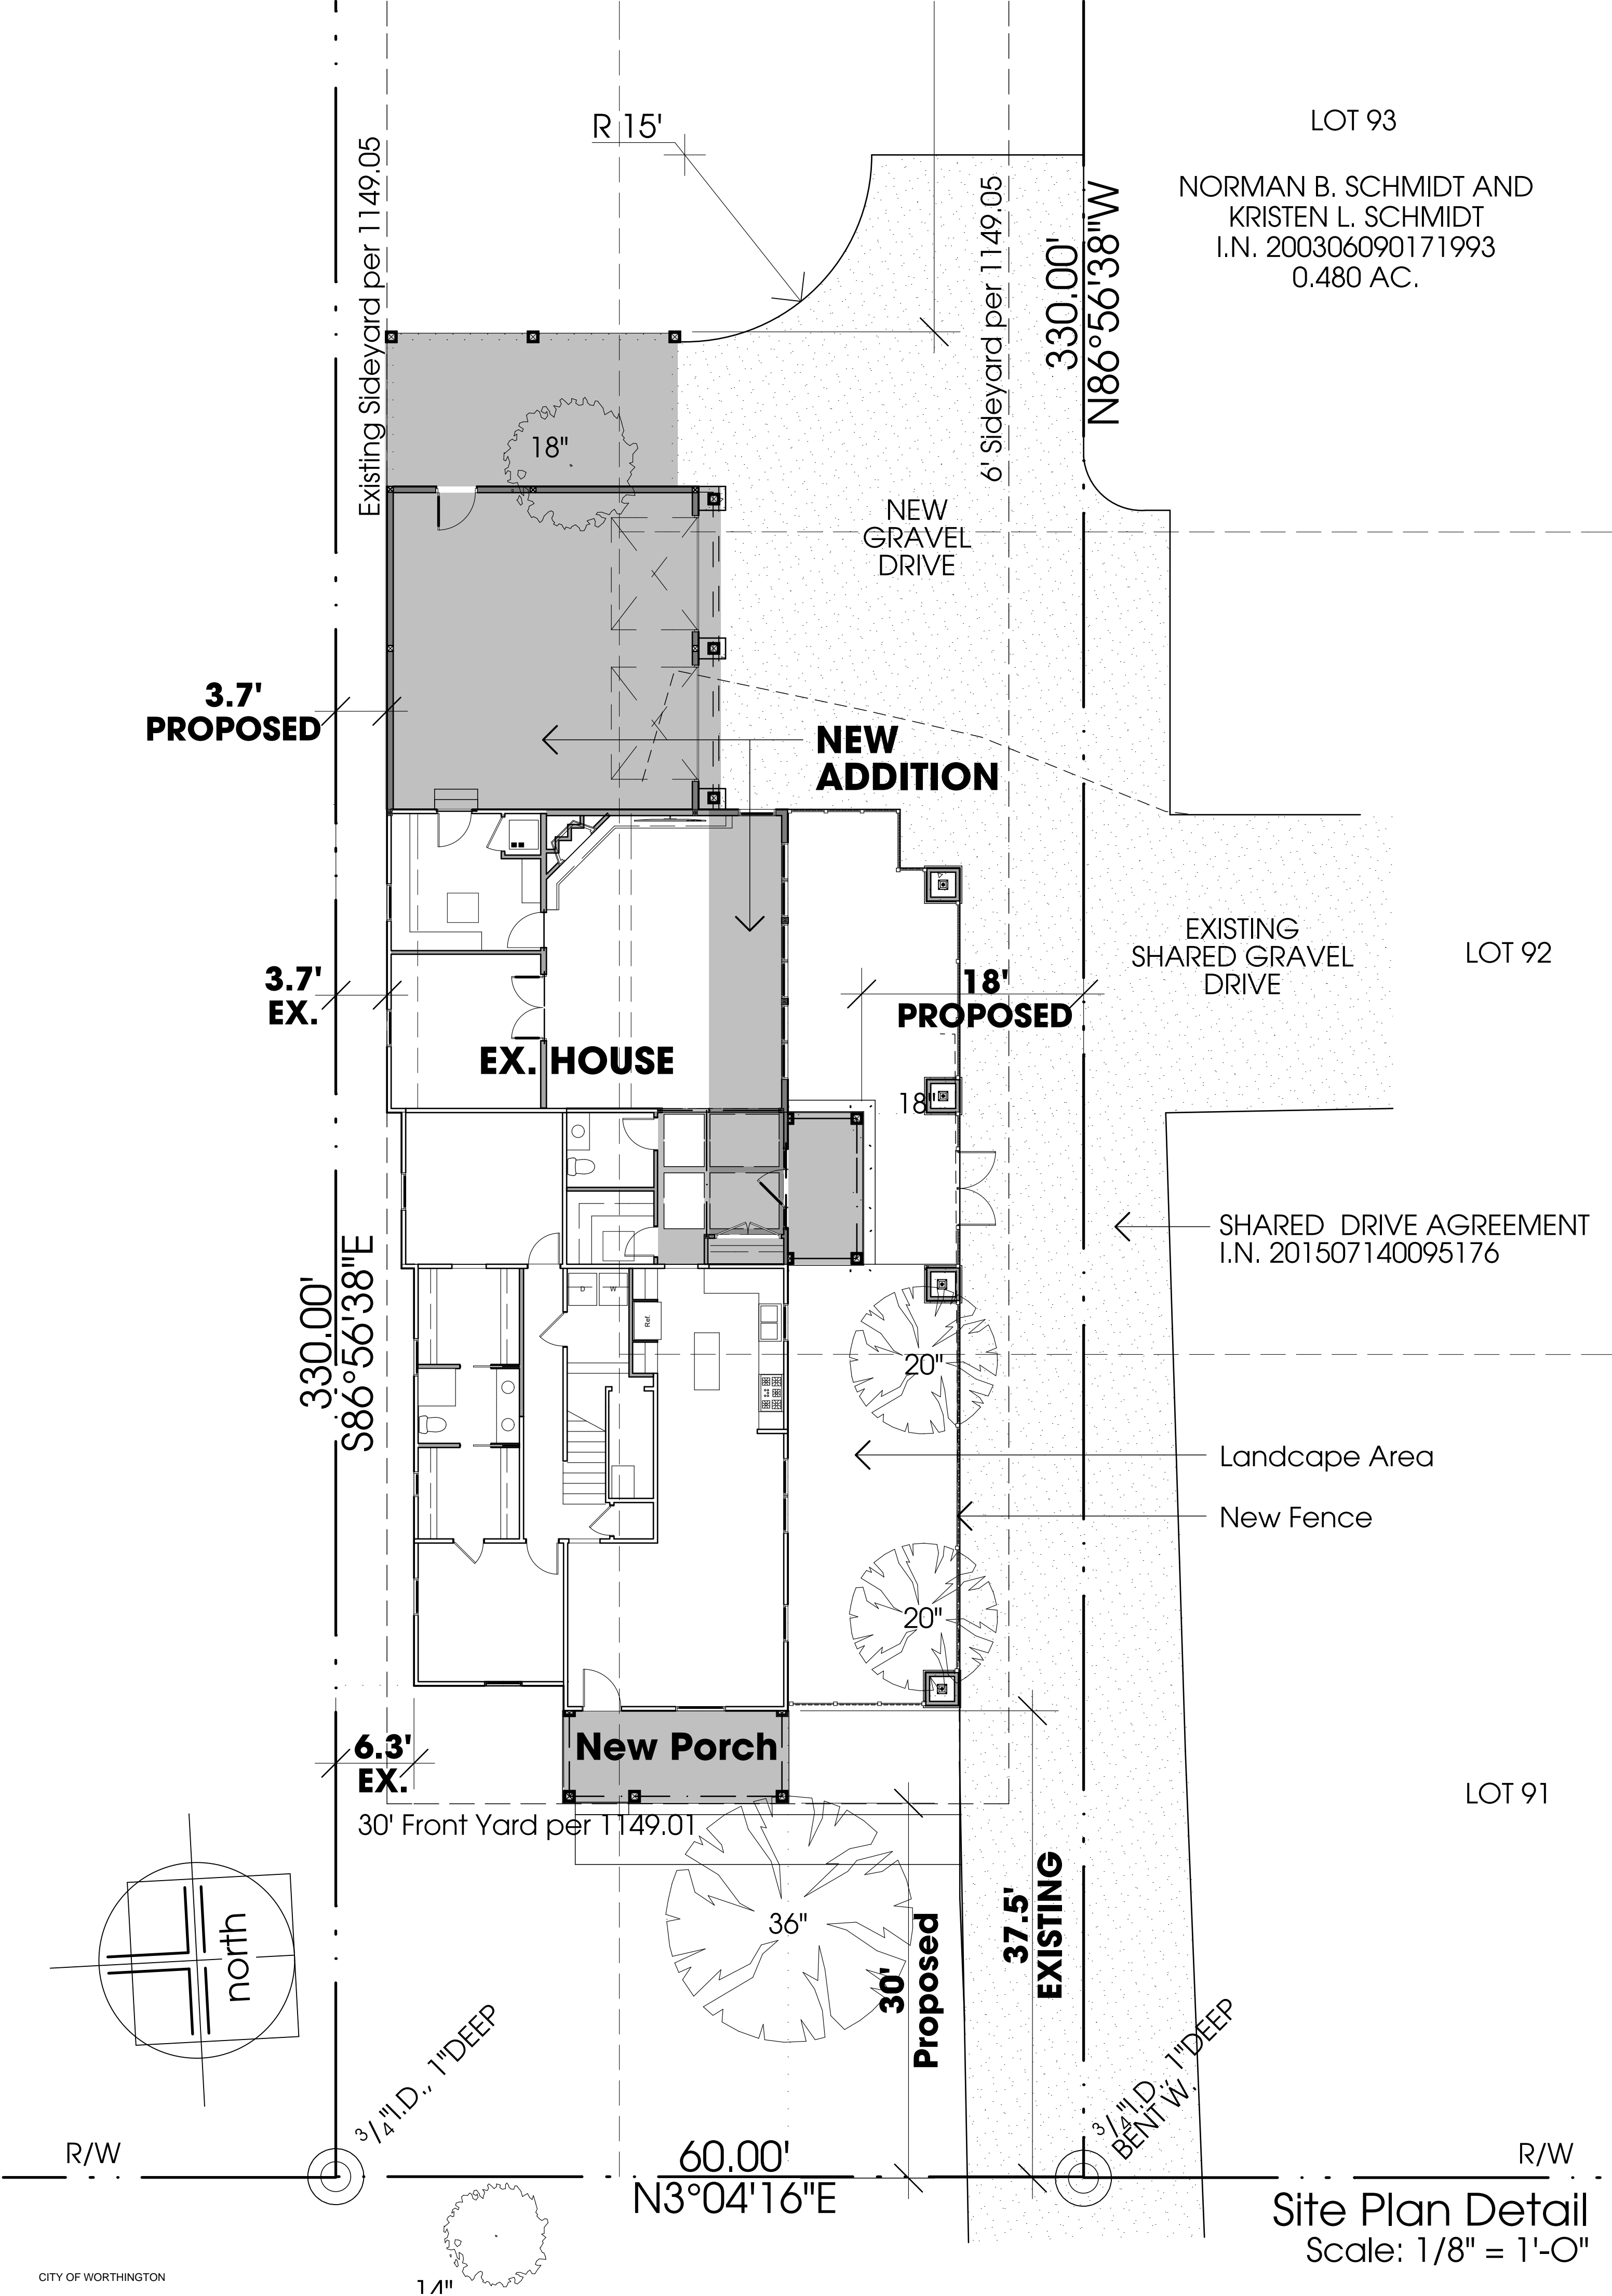 R 15'
LOT 93
NORMAN B. SCHMIDT AND
KRISTEN L. SCHMIDT
I.N. 200306090171993
0.480 AC.
Existing Sideyard per 1149.05
6' Sideyard per 1149.05
330.00'
N86°56'38"W
18"
NEW
GRAVEL
DRIVE
3.7'
PROPOSED
NEW
ADDITION
EXISTING
SHARED GRAVEL
DRIVE
LOT 92
3.7'
EX.
18'
PROPOSED
EX. HOUSE
18"
SHARED DRIVE AGREEMENT
I.N. 201507140095176
330.00'
S86°56'38"E
D
W
Ref.
20"
Landscape Area
New Fence
20"
New Porch
6.3'
EX.
30' Front Yard per 1149.01
LOT 91
36"
30'
Proposed
37.5'
EXISTING
north
3/4"I.D., 1"DEEP
3/4"I.D., 1"DEEP
BENT W.
R/W
R/W
60.00'
N3°04'16"E
Site Plan Detail
Scale: 1/8" = 1'-O"
CITY OF WORTHINGTON
14"